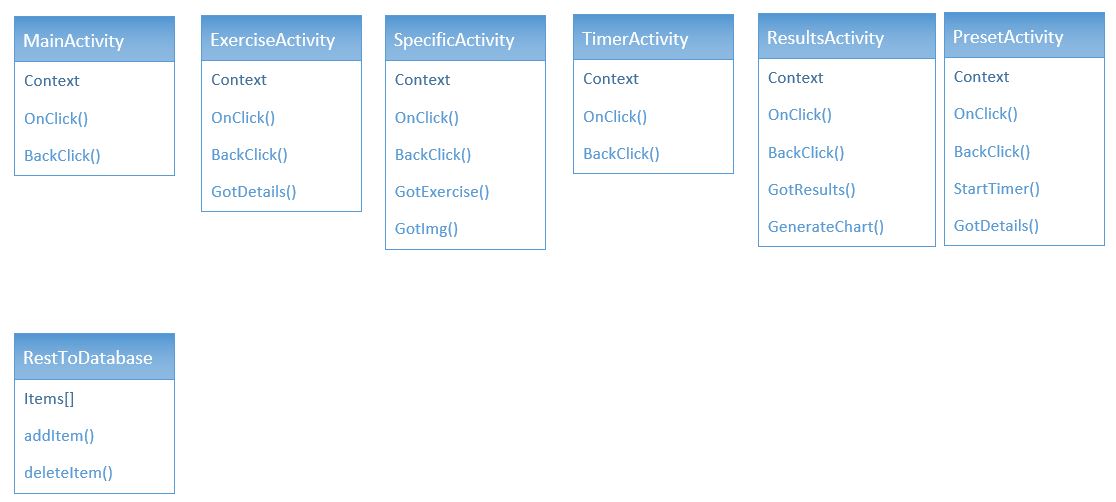 MainActivity
Context
OnClick()
BackClick()
ExerciseActivity
Context
OnClick()
BackClick()
GotDetails()
SpecificActivity
Context
OnClick()
BackClick()
GotExercise()
GotImg()
TimerActivity
Context
OnClick()
BackClick()
ResultsActivity
Context
OnClick()
BackClick()
GotResults()
GenerateChart()
PresetActivity
Context
OnClick()
BackClick()
StartTimer()
GotDetails()
RestToDatabase
Items[]
addItem()
deleteItem()